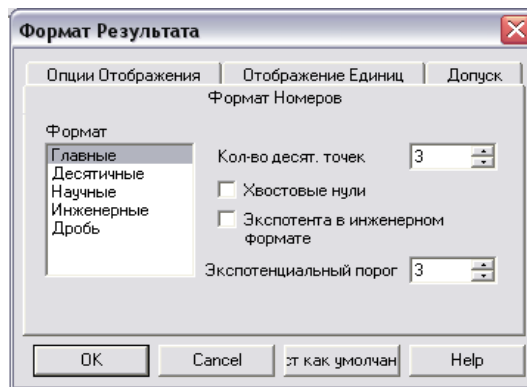 Формат Результата
Опции Отображения Отображение Единиц Допуск
Формат Номеров
Формат
Главные
Десятичные
Научные
Инженерные
Дробь
Кол-во десят. точек 3
Хвостовые нули
Экспотента в инженерном
формате
Экспотенциальный порог 3
OK Cancel ст как умолчан Help